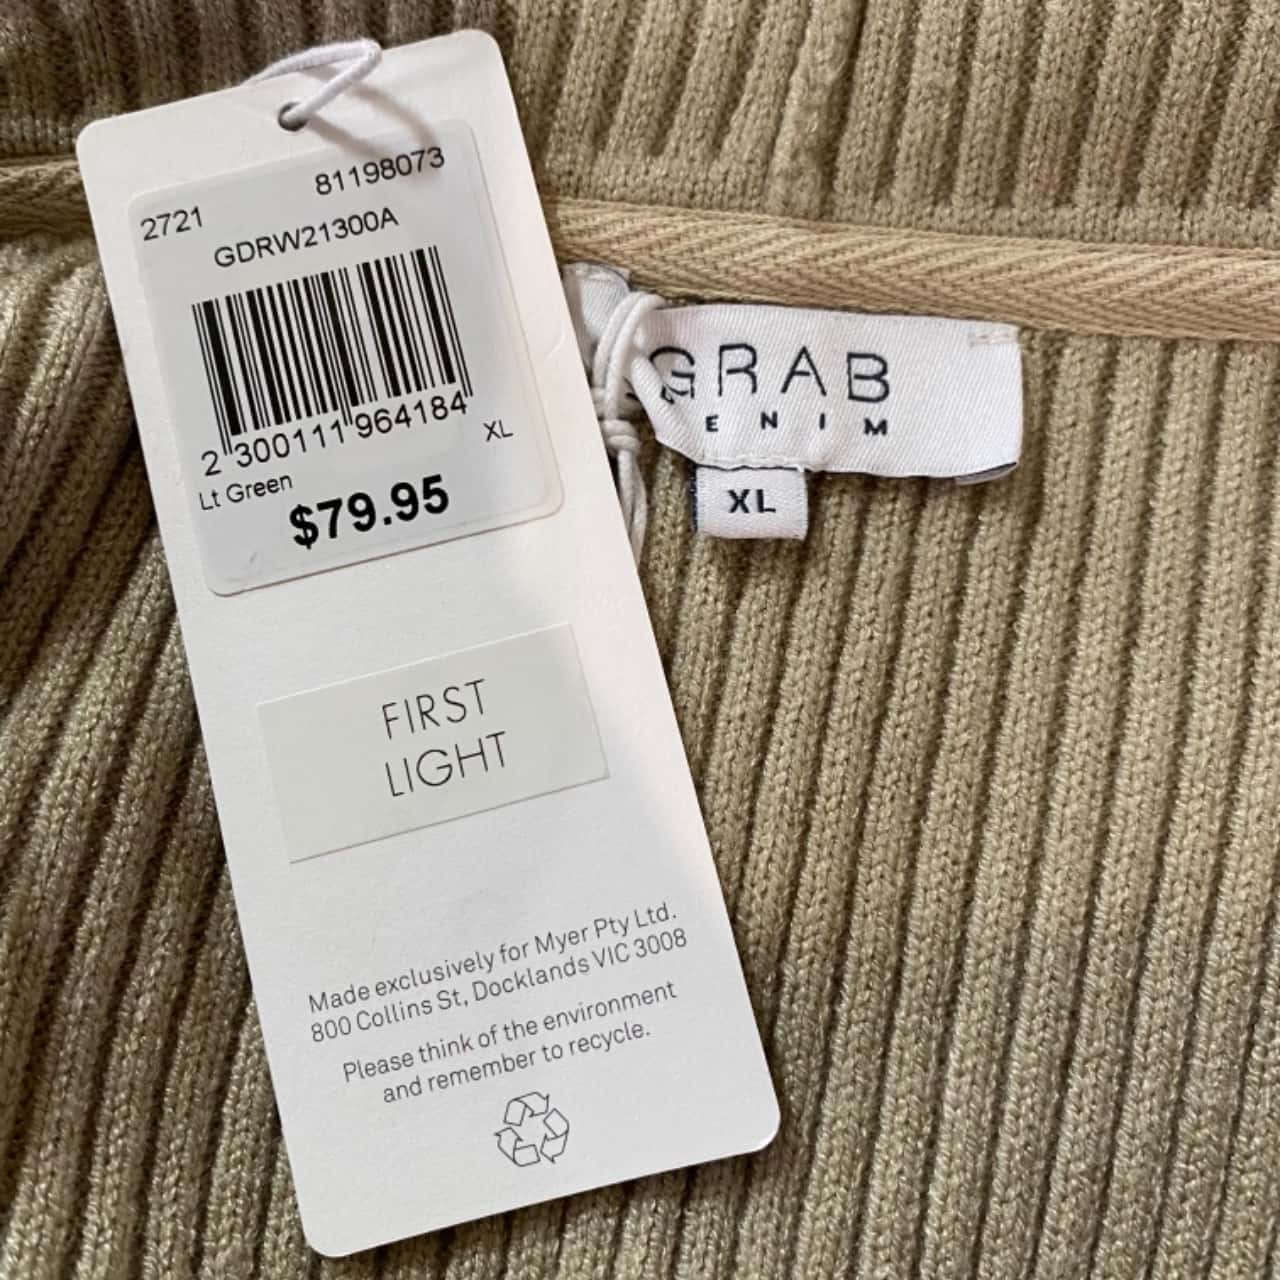 81198073
2721
GDRW21300A
2 300111 964184
XL
Lt Green
$79.95
FIRST
LIGHT
Made exclusively for Myer Pty Ltd.
800 Collins St, Docklands VIC 3008
Please think of the environment
and remember to recycle.
GRAB
ENIM
XL